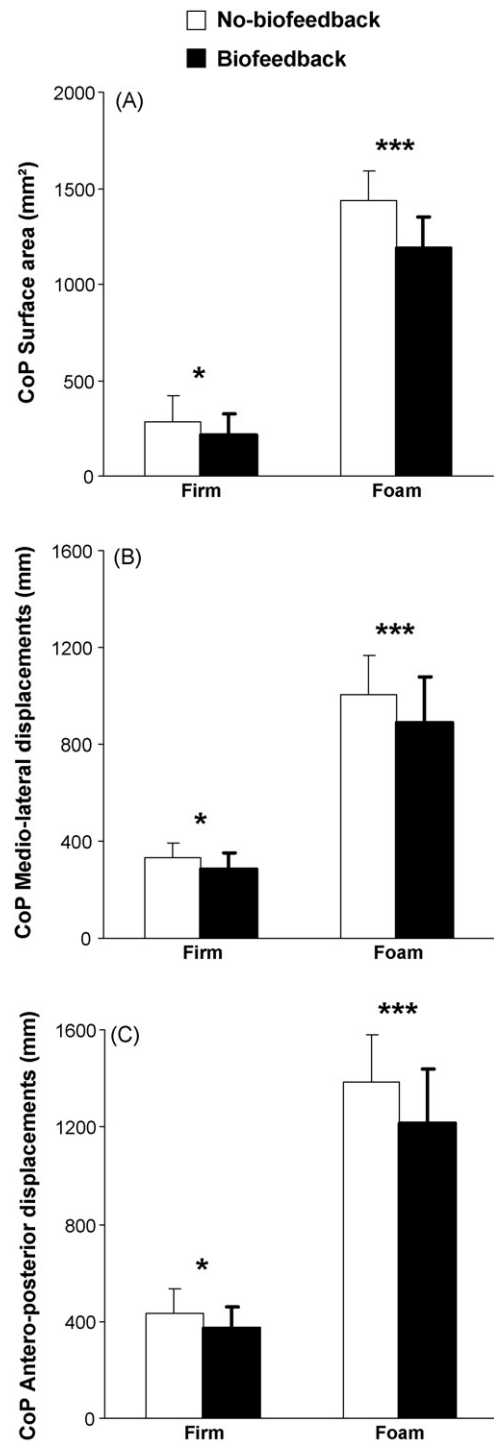 No-biofeedback
Biofeedback
(A)
CoP Surface area (mm²)
2000
1500
1000
500
0
*
***
Firm
Foam
(B)
CoP Medio-lateral displacements (mm)
1600
1200
800
400
0
*
***
Firm
Foam
(C)
CoP Antero-posterior displacements (mm)
1600
1200
800
400
0
*
***
Firm
Foam